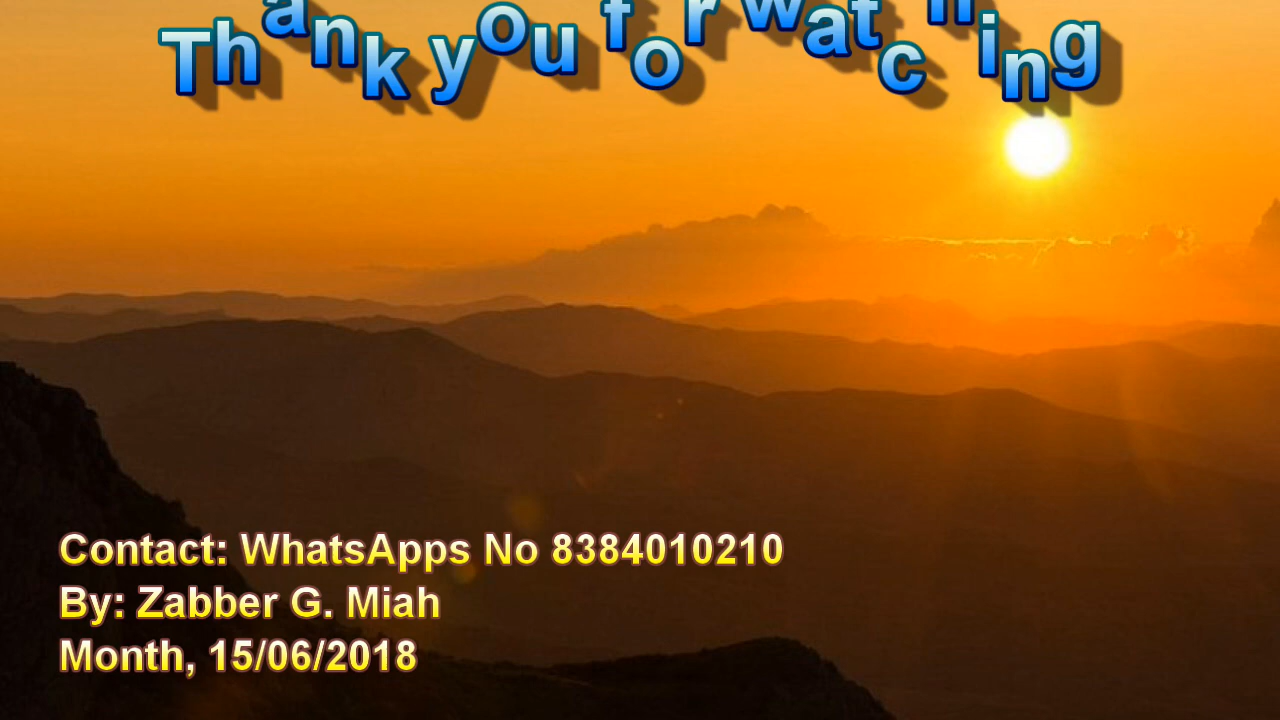 Thank you for watching
Contact: WhatsApps No 8384010210
By: Zabber G. Miah
Month, 15/06/2018